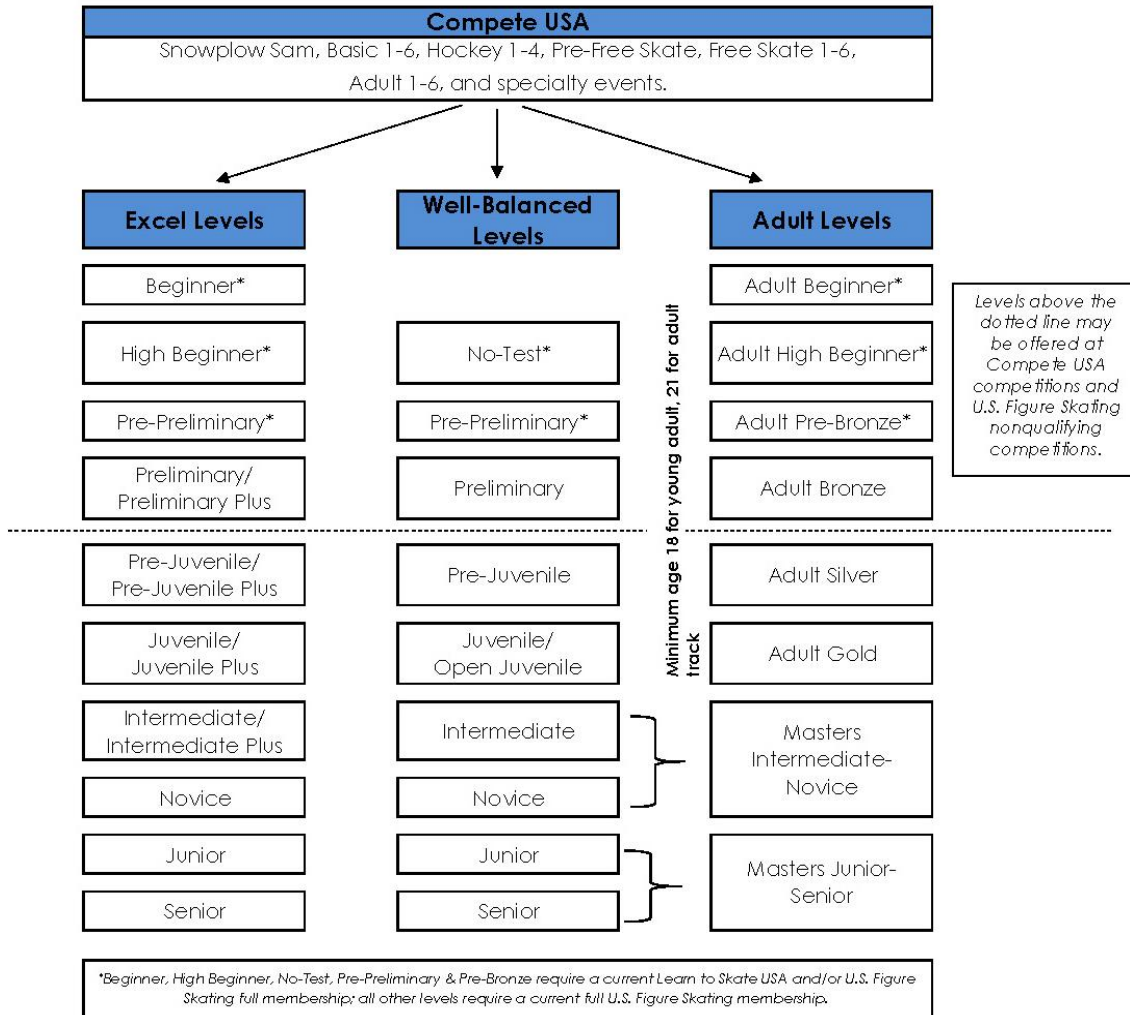 Compete USA
Snowplow Sam, Basic 1-6, Hockey 1-4, Pre-Free Skate, Free Skate 1-6,
Adult 1-6, and specialty events.
Excel Levels
Beginner*
High Beginner*
Pre-Preliminary*
Preliminary/
Preliminary Plus
Pre-Juvenile/
Pre-Juvenile Plus
Juvenile/
Juvenile Plus
Intermediate/
Intermediate Plus
Novice
Junior
Senior
Well-Balanced
Levels
No-Test*
Pre-Preliminary*
Preliminary
Pre-Juvenile
Juvenile/
Open Juvenile
Intermediate
Novice
Junior
Senior
Minimum age 18 for young adult, 21 for adult
track
Adult Levels
Adult Beginner*
Adult High Beginner*
Adult Pre-Bronze*
Adult Bronze
Adult Silver
Adult Gold
Masters
Intermediate-
Novice
Masters Junior-
Senior
Levels above the
dotted line may
be offered at
Compete USA
competitions and
U.S. Figure Skating
nonqualifying
competitions.
*Beginner, High Beginner, No-Test, Pre-Preliminary & Pre-Bronze require a current Learn to Skate USA and/or U.S. Figure
Skating full membership; all other levels require a current full U.S. Figure Skating membership.